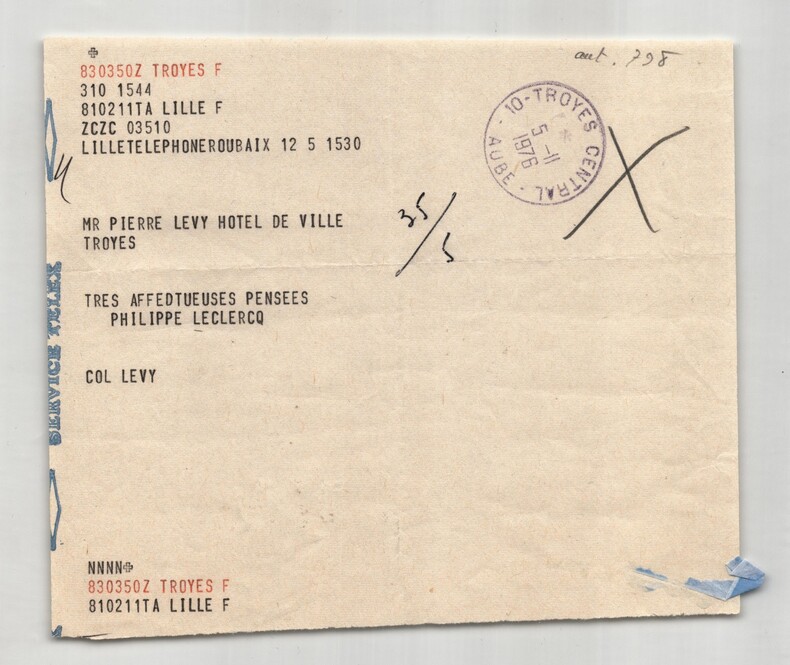 aut. 798
830350Z TROYES F
310 1544
810211TA LILLE F
ZCZC 03510
LILLETELEPHONEROUBAIX 12 5 1530
10-TROYES CENTRAL - AUBE -
5-11
1976
MR PIERRE LEVY HOTEL DE VILLE
TROYES
35/5
TRES AFFEDTUEUSES PENSEES
PHILIPPE LECLERCQ
COL LEVY
SERVICE TELEX
NNNN
830350Z TROYES F
810211TA LILLE F